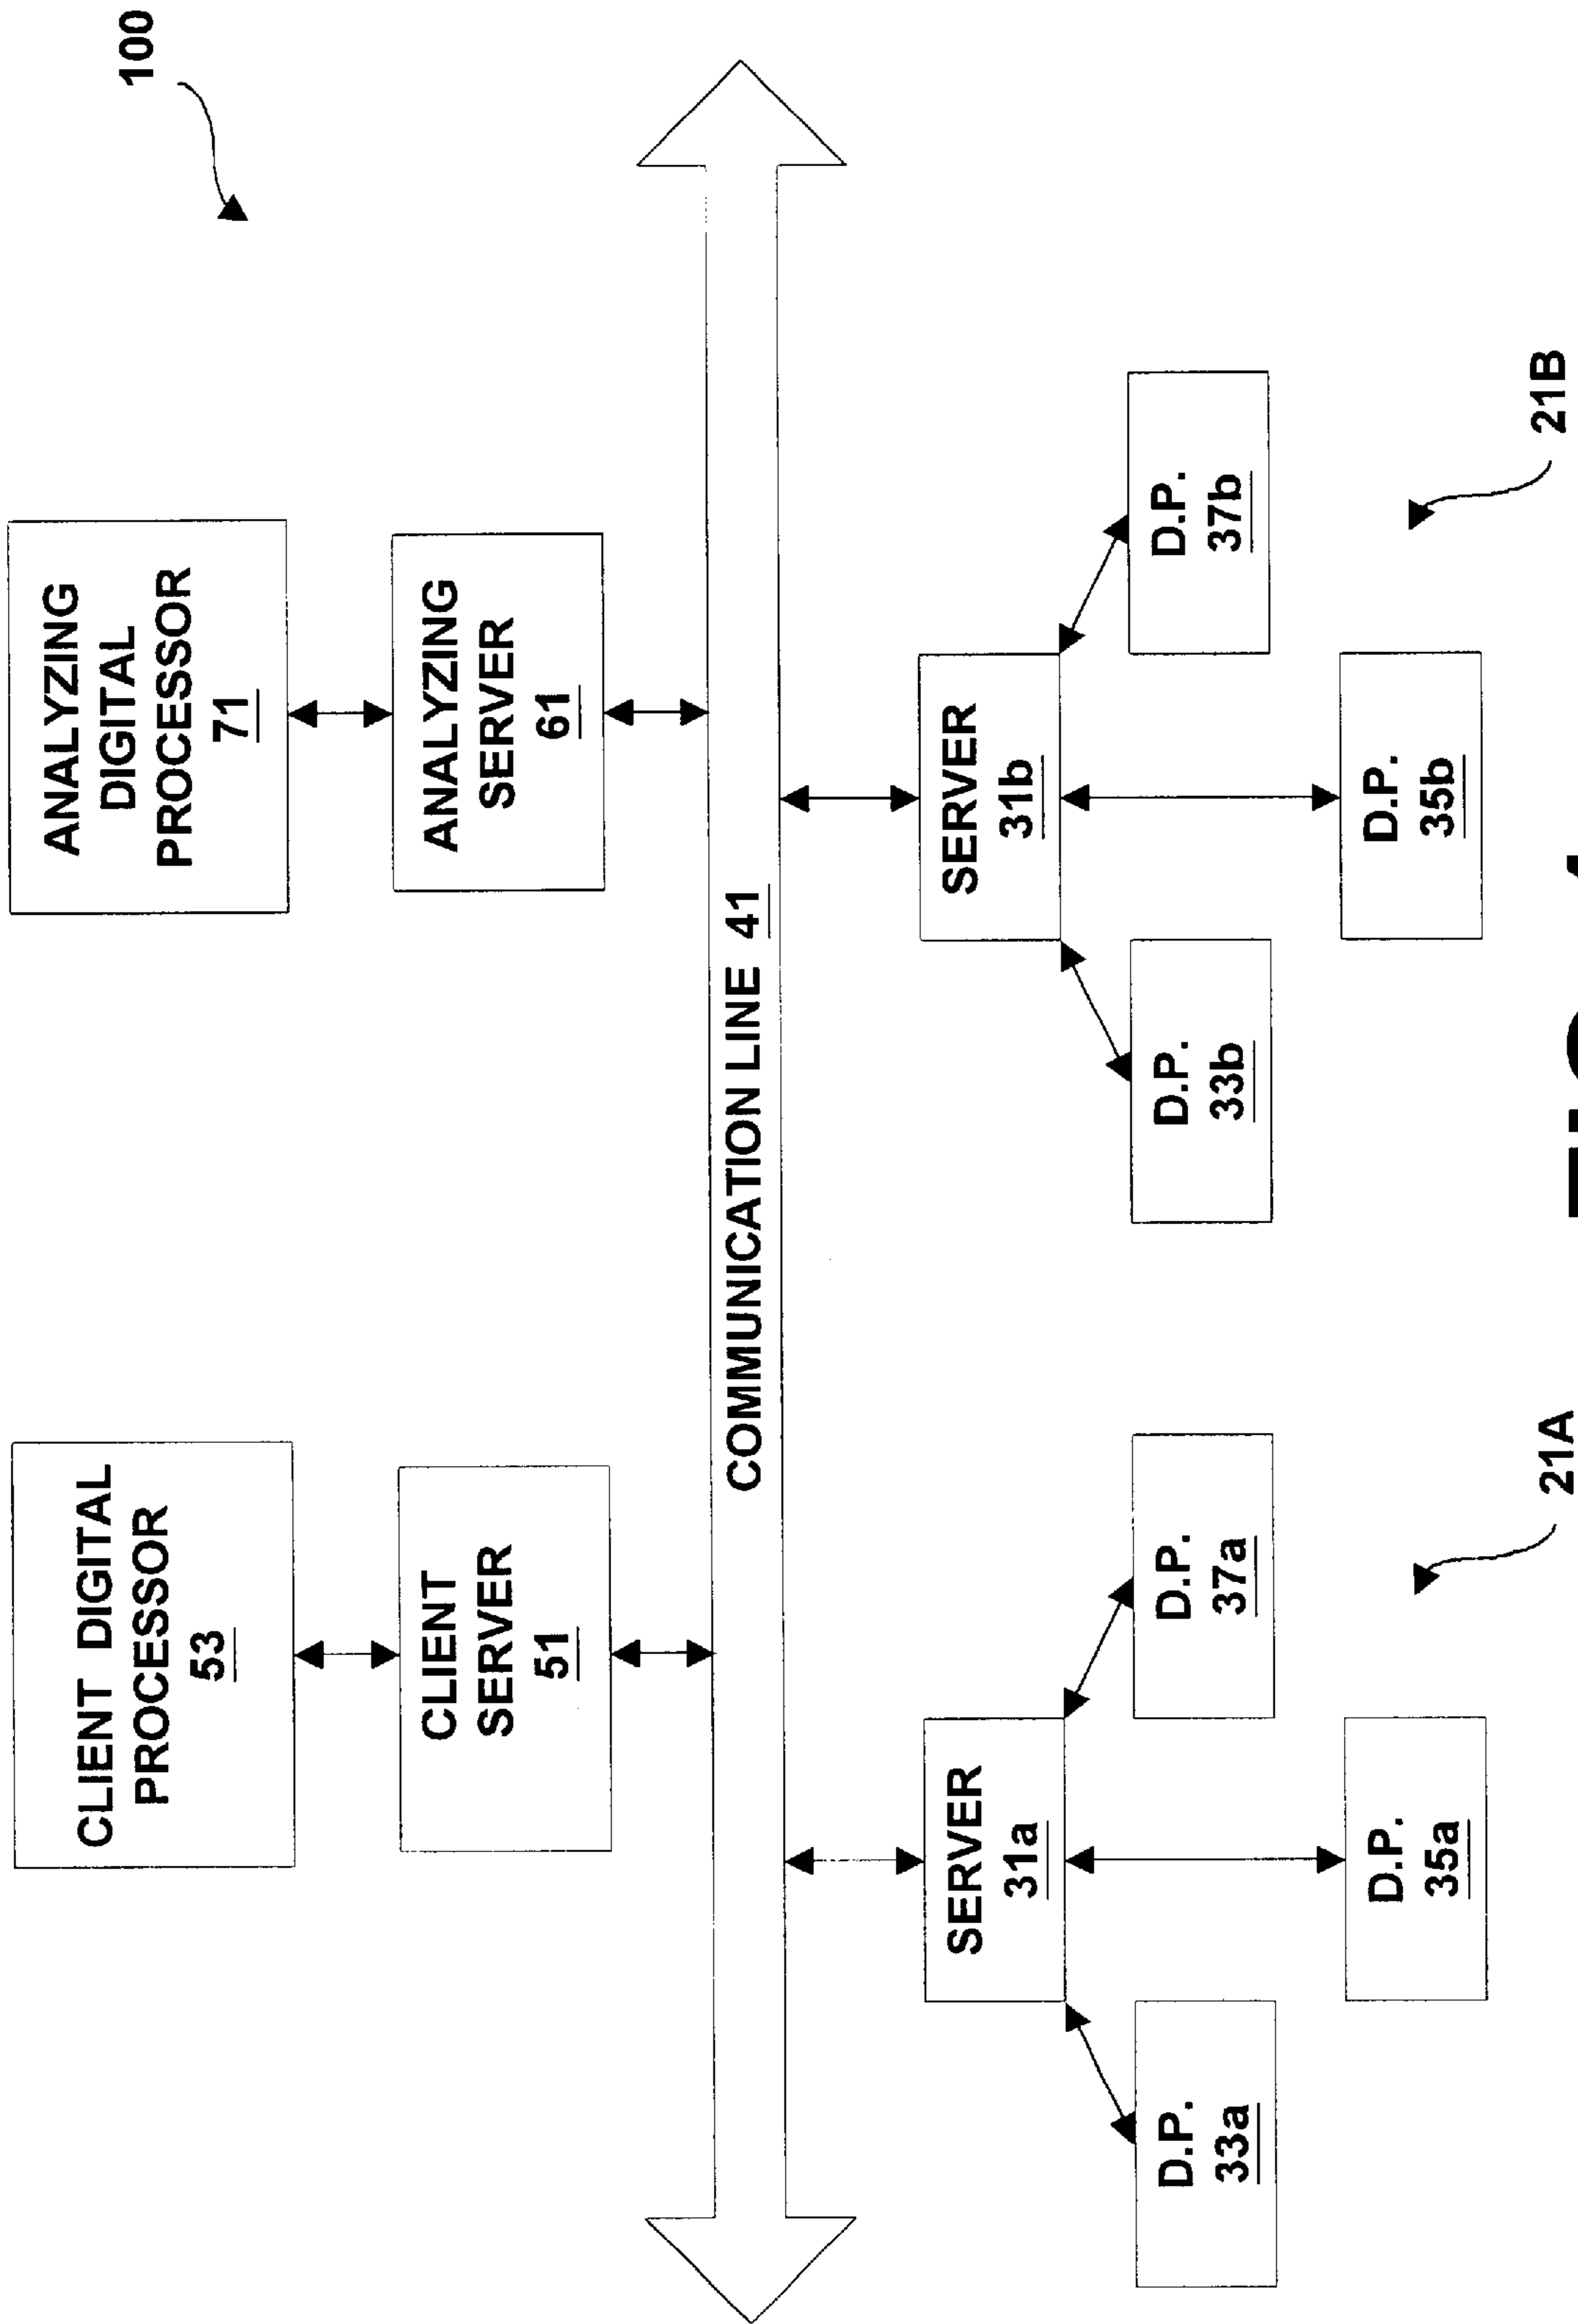 100
CLIENT DIGITAL
PROCESSOR
53
ANALYZING
DIGITAL
PROCESSOR
71
CLIENT
SERVER
51
ANALYZING
SERVER
61
COMMUNICATION LINE 41
SERVER
31a
SERVER
31b
D.P.
33a
D.P.
37a
D.P.
33b
D.P.
37b
D.P.
35a
D.P.
35b
21A
21B